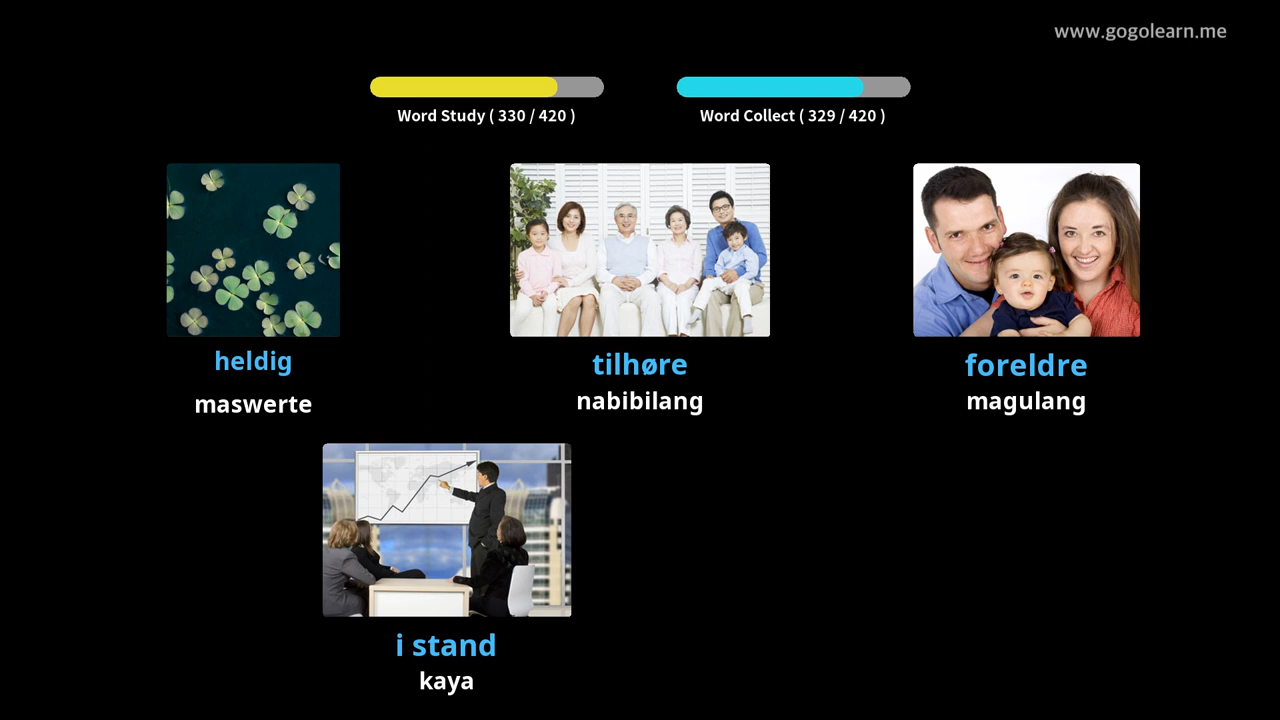 www.gogolearn.me
Word Study ( 330 / 420 )
Word Collect ( 329 / 420 )
heldig
maswerte
tilhøre
nabibilang
foreldre
magulang
i stand
kaya